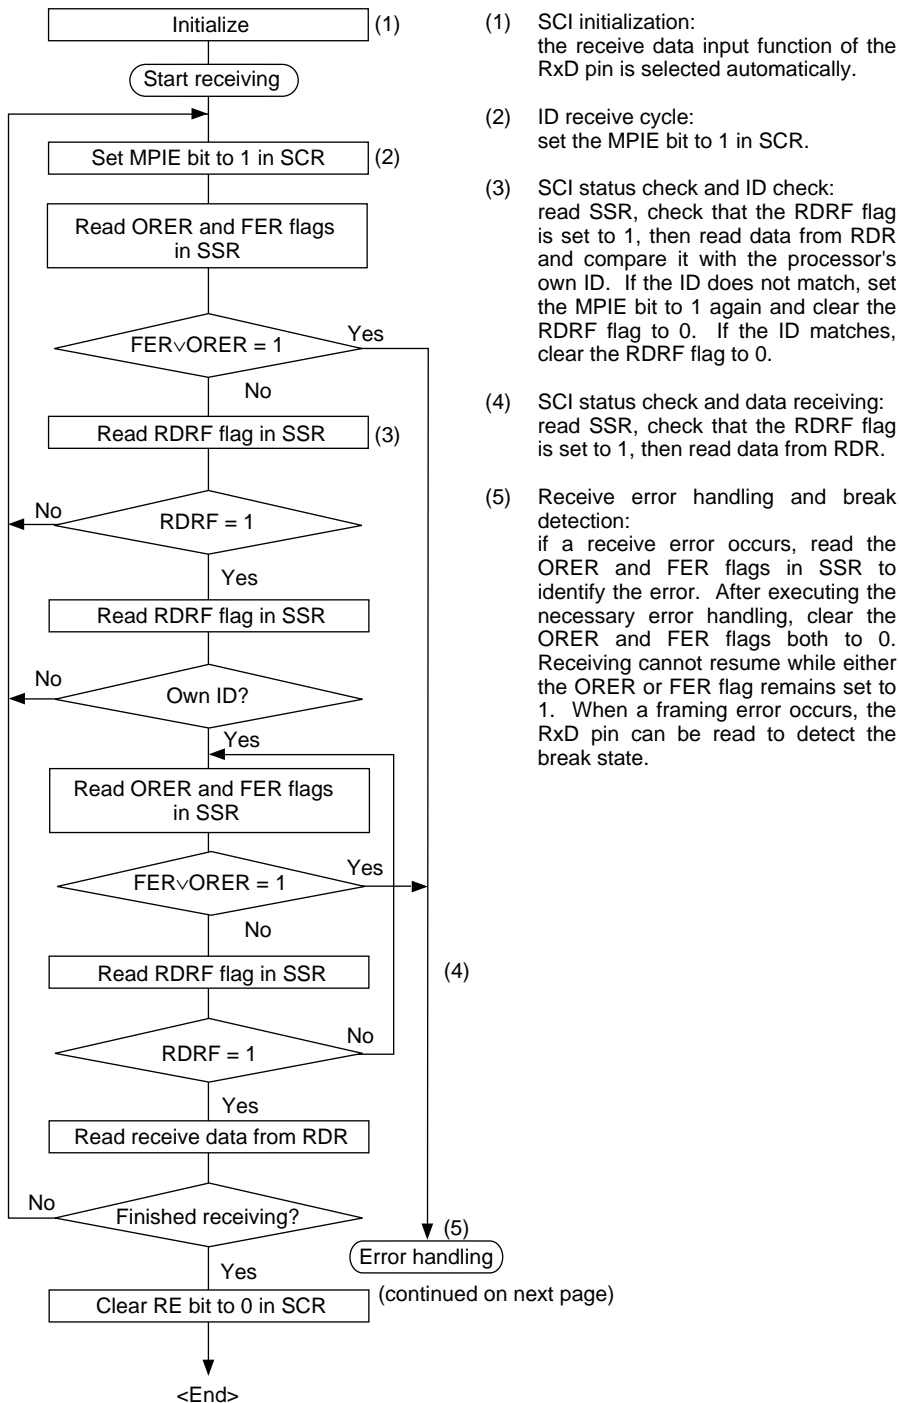 Initialize
(1)
Start receiving
Set MPIE bit to 1 in SCR
(2)
Read ORER and FER flags
in SSR
FER∨ORER = 1
Yes
No
Read RDRF flag in SSR
(3)
RDRF = 1
No
Yes
Read RDRF flag in SSR
Own ID?
No
Yes
Read ORER and FER flags
in SSR
FER∨ORER = 1
Yes
No
Read RDRF flag in SSR
(4)
RDRF = 1
No
Yes
Read receive data from RDR
Finished receiving?
No
Yes
(5)
Error handling
(continued on next page)
Clear RE bit to 0 in SCR
<End>
(1) SCI initialization:
the receive data input function of the
RxD pin is selected automatically.
(2) ID receive cycle:
set the MPIE bit to 1 in SCR.
(3) SCI status check and ID check:
read SSR, check that the RDRF flag
is set to 1, then read data from RDR
and compare it with the processor's
own ID. If the ID does not match, set
the MPIE bit to 1 again and clear the
RDRF flag to 0. If the ID matches,
clear the RDRF flag to 0.
(4) SCI status check and data receiving:
read SSR, check that the RDRF flag
is set to 1, then read data from RDR.
(5) Receive error handling and break
detection:
if a receive error occurs, read the
ORER and FER flags in SSR to
identify the error. After executing the
necessary error handling, clear the
ORER and FER flags both to 0.
Receiving cannot resume while either
the ORER or FER flag remains set to
1. When a framing error occurs, the
RxD pin can be read to detect the
break state.